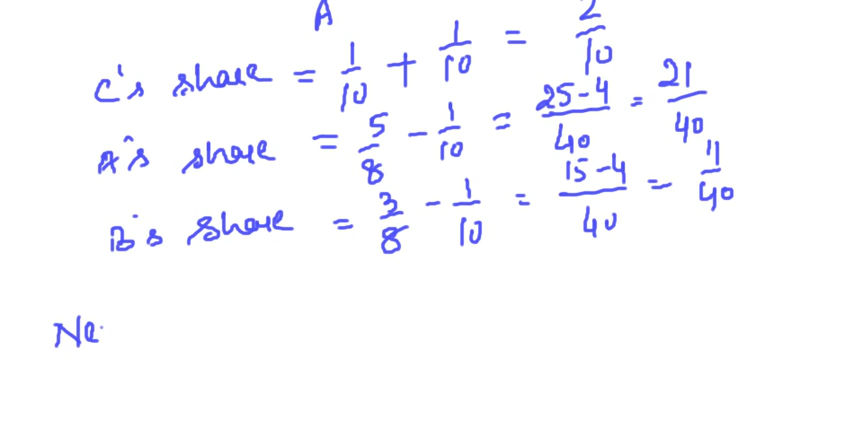 A
C's share = 1/10 + 1/10 = 2/10
A's share = 5/8 - 1/10 = 25-4/40 = 21/40
B's share = 3/8 - 1/10 = 15-4/40 = 11/40
Ne